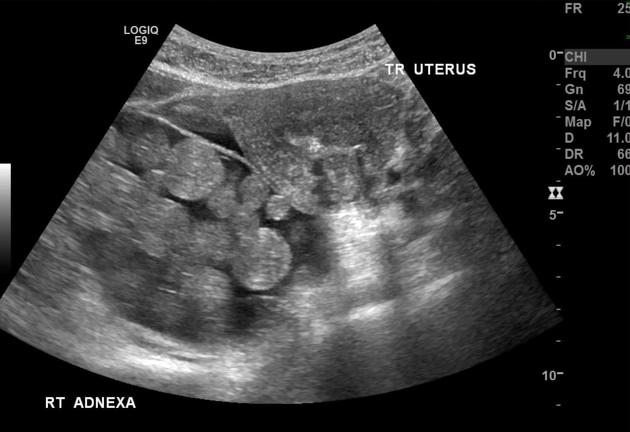 LOGIQ
E9
TR UTERUS
RT ADNEXA
FR 25
CHI
Frq 4.0
Gn 69
S/A 1/1
Map F/0
D 11.0
DR 66
AO% 100
0
5
10